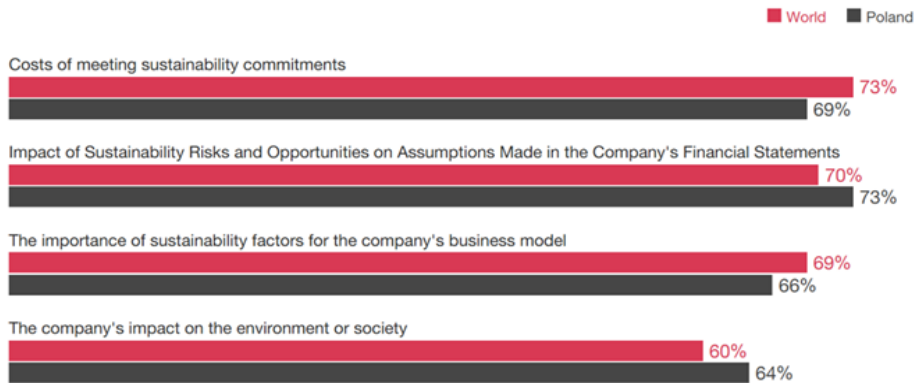 World Poland
Costs of meeting sustainability commitments
73%
69%
Impact of Sustainability Risks and Opportunities on Assumptions Made in the Company's Financial Statements
70%
73%
The importance of sustainability factors for the company's business model
69%
66%
The company's impact on the environment or society
60%
64%